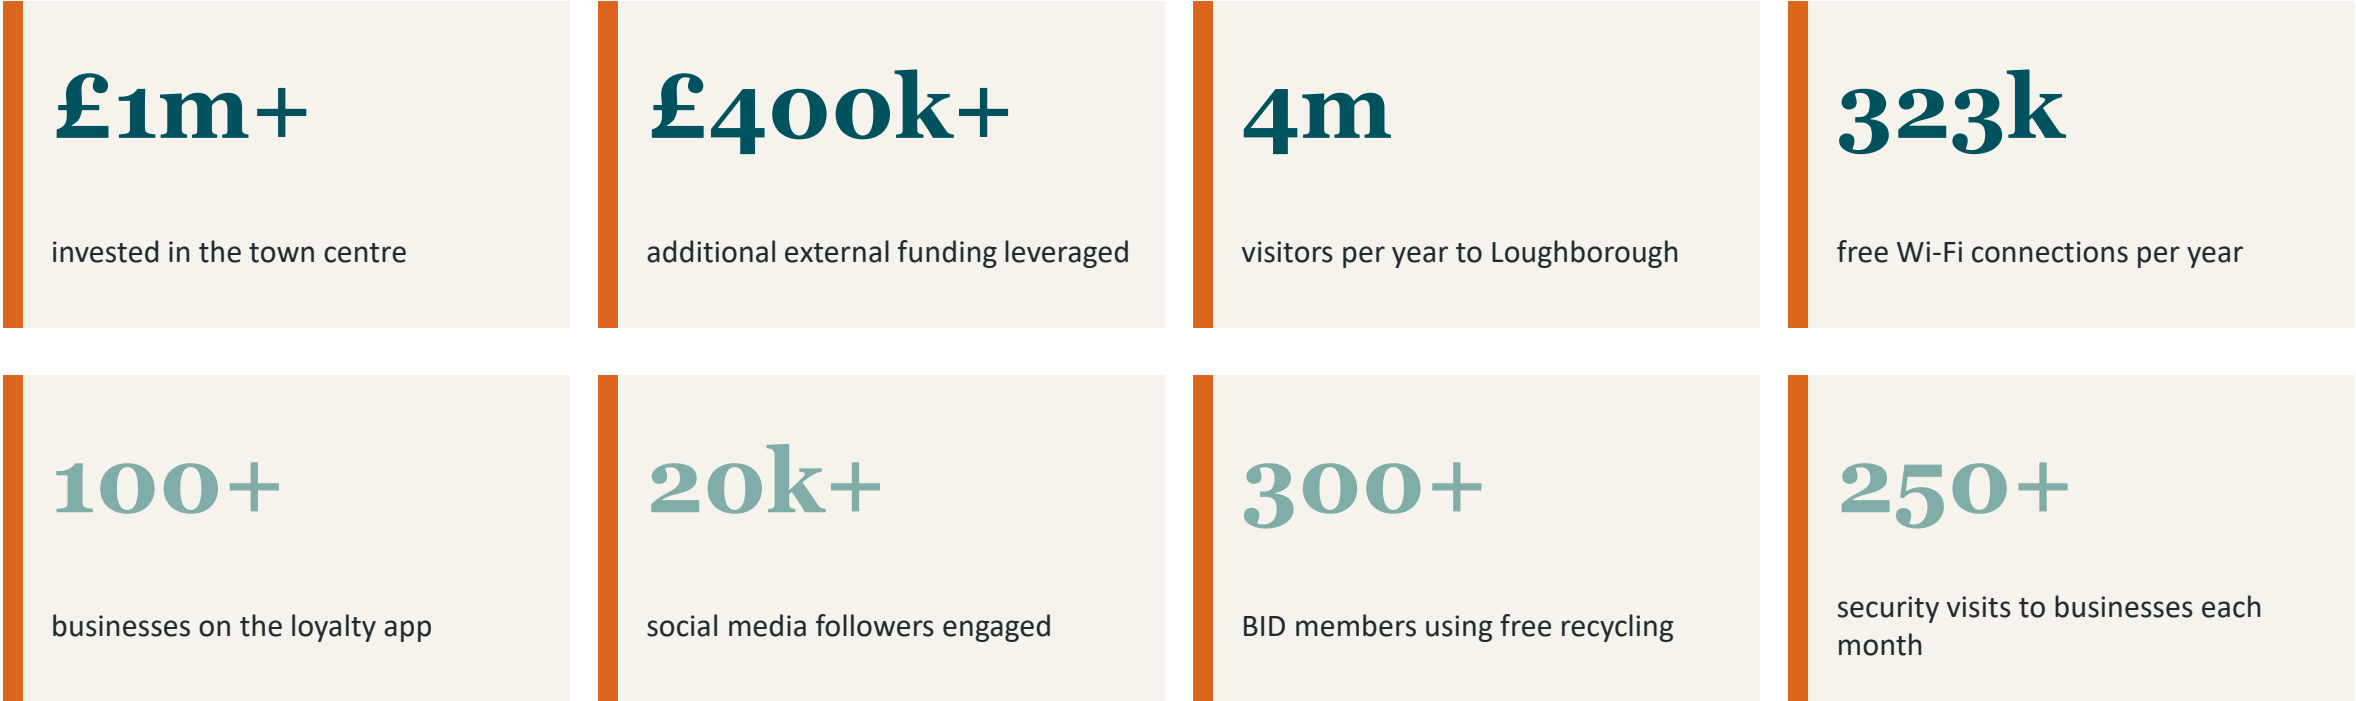 £1m+
invested in the town centre
£400k+
additional external funding leveraged
4m
visitors per year to Loughborough
323k
free Wi-Fi connections per year
100+
businesses on the loyalty app
20k+
social media followers engaged
300+
BID members using free recycling
250+
security visits to businesses each
month